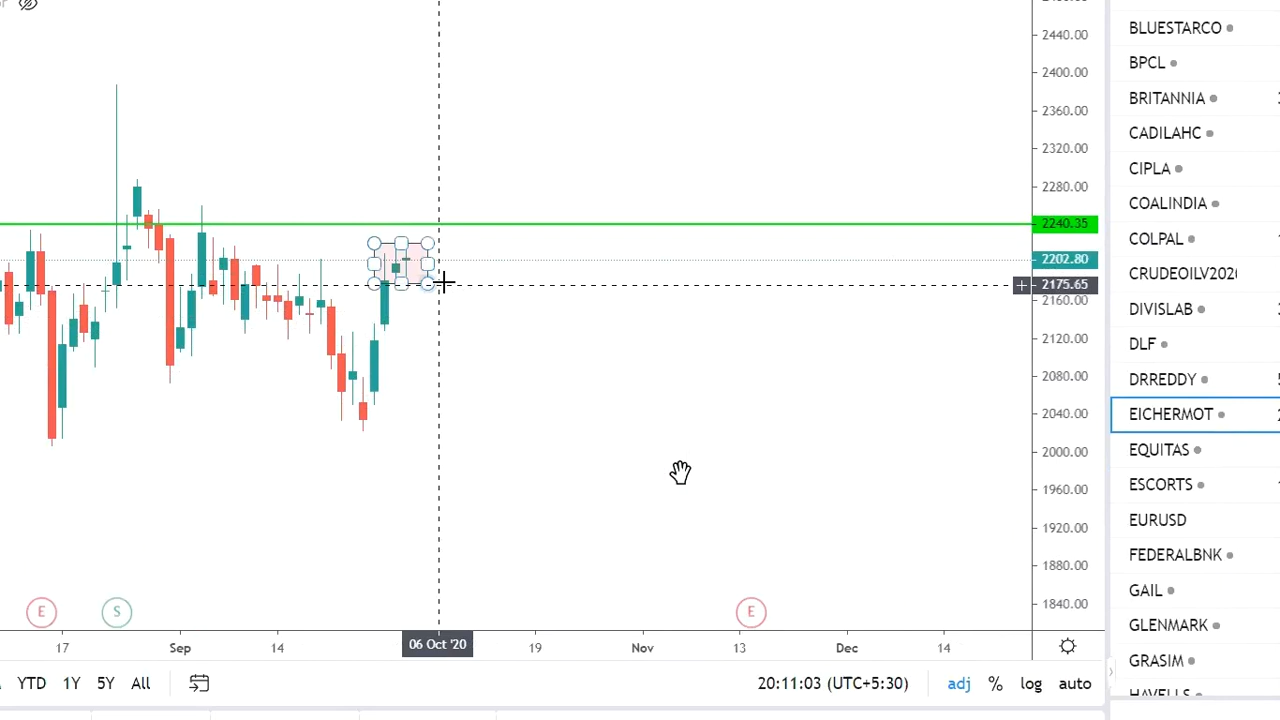 2440.00
2400.00
2360.00
2320.00
2280.00
2240.35
2202.80
2175.65
2160.00
2120.00
2080.00
2040.00
2000.00
1960.00
1920.00
1880.00
1840.00
E S E
17 Sep 14 06 Oct '20 19 Nov 13 Dec 14
YTD 1Y 5Y All 20:11:03 (UTC+5:30) adj % log auto
BLUESTARCO
BPCL
BRITANNIA
CADILAHC
CIPLA
COALINDIA
COLPAL
CRUDEOILV202
DIVISLAB
DLF
DRREDDY
EICHERMOT
EQUITAS
ESCORTS
EURUSD
FEDERALBNK
GAIL
GLENMARK
GRASIM
HAVELLS